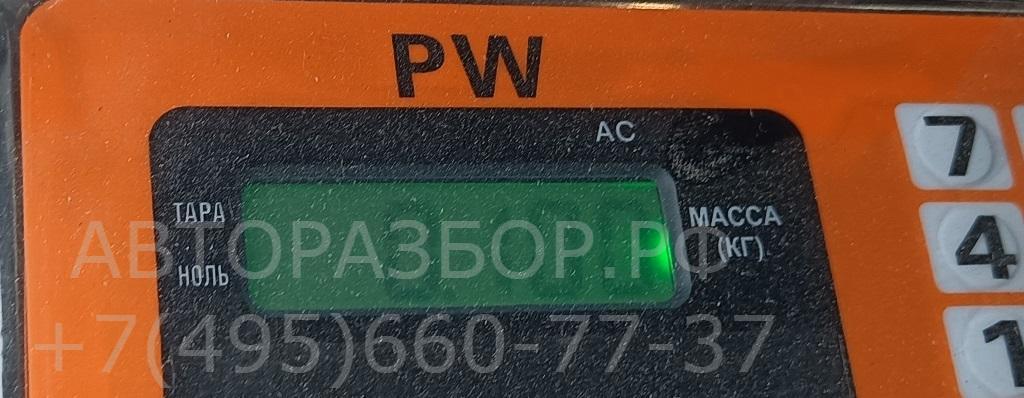 PW
AC
7
ТАРА
МАССА
(КГ)
4
АВТОРАЗБОР.РФ
НОЛЬ
1
+7(495)660-77-37